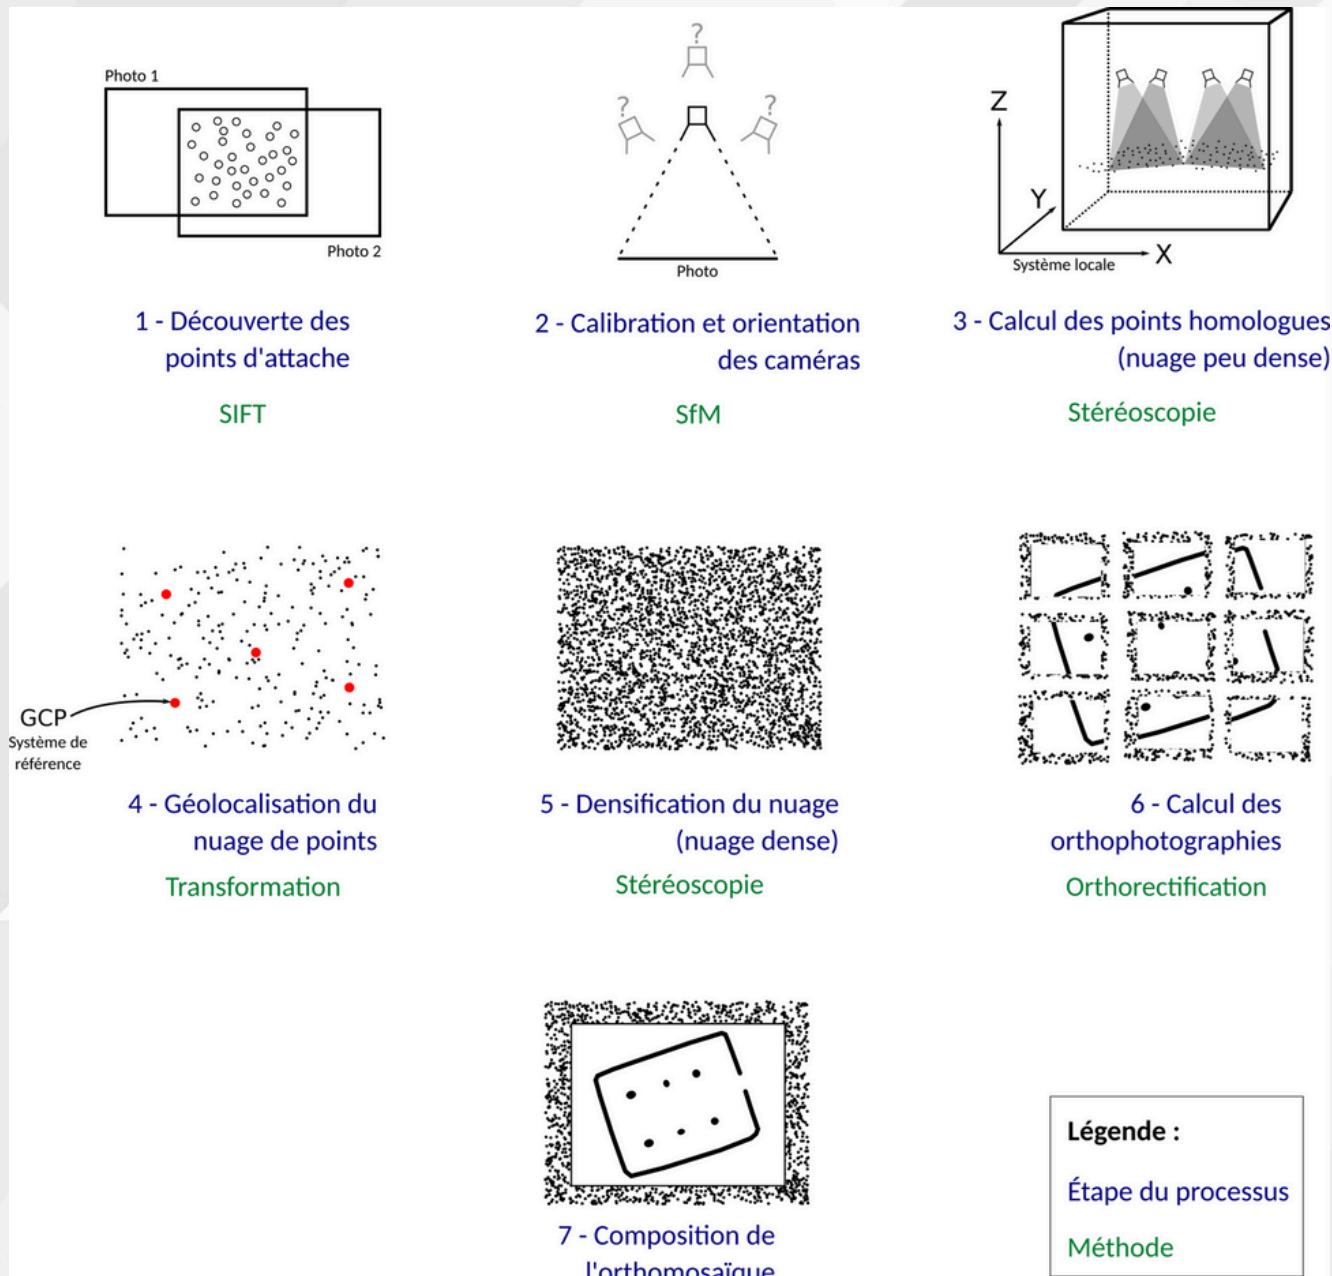 Photo 1
Photo 2
?
?
?
Photo
Z
Y
X
Système locale
1 - Découverte des
points d'attache
SIFT
2 - Calibration et orientation
des caméras
SfM
3 - Calcul des points homologues
(nuage peu dense)
Stéréoscopie
GCP
Système de
référence
4 - Géolocalisation du
nuage de points
Transformation
5 - Densification du nuage
(nuage dense)
Stéréoscopie
6 - Calcul des
orthophotographies
Orthorectification
7 - Composition de
l'orthomosaïque
Légende :
Étape du processus
Méthode